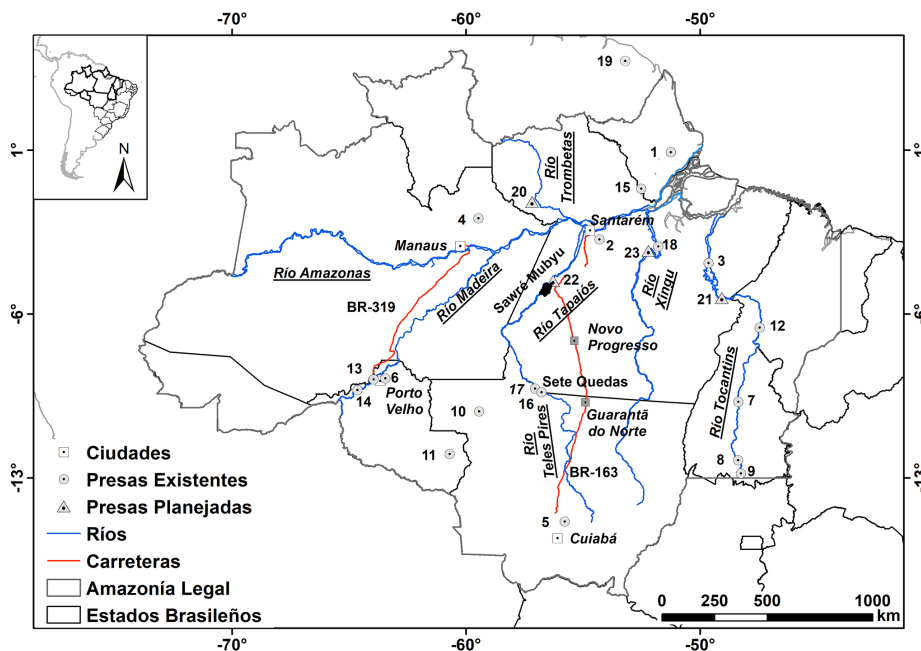 -70°
-60°
-50°
19
N
1°
1
1°
Río
Trombetas
15
20
4
Santarém
Manaus
2
18
23
3
Río Amazonas
Río Madeira
Sawré Mubyu
22
Río Tapajós
Río
Xingu
21
BR-319
-6°
-6°
12
Novo
Progresso
13
6
Porto
Velho
14
17
Sete Quedas
16
7
10
Guarantã
do Norte
Río Tocantins
Río
Teles Pires
11
8
9
BR-163
-13°
-13°
5
Cuiabá
Ciudades
Presas Existentes
Presas Planejadas
Ríos
Carreteras
Amazonía Legal
Estados Brasileños
0
250
500
1000
km
-70°
-60°
-50°